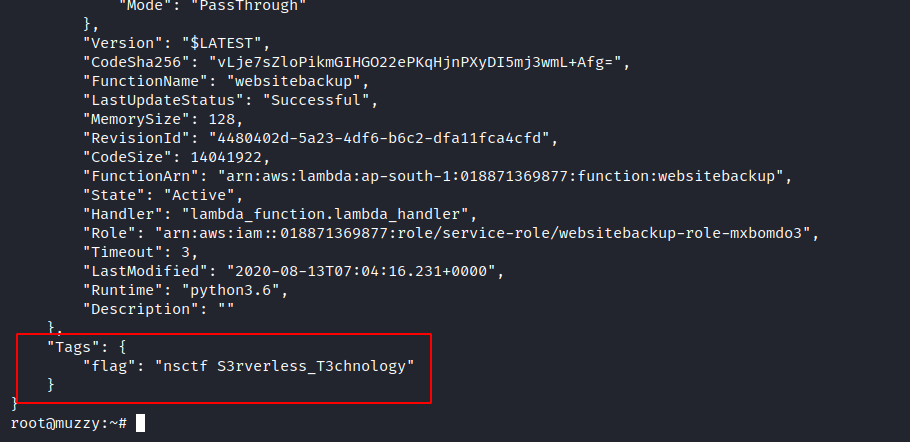 "Mode": "PassThrough"
},
"Version": "$LATEST",
"CodeSha256": "vLje7sZloPikmGIHGO22ePKqHjnPXyDI5mj3wmL+Afg=",
"FunctionName": "websitebackup",
"LastUpdateStatus": "Successful",
"MemorySize": 128,
"RevisionId": "4480402d-5a23-4df6-b6c2-dfa11fca4cfd",
"CodeSize": 14041922,
"FunctionArn": "arn:aws:lambda:ap-south-1:018871369877:function:websitebackup",
"State": "Active",
"Handler": "lambda_function.lambda_handler",
"Role": "arn:aws:iam::018871369877:role/service-role/websitebackup-role-mxbomdo3",
"Timeout": 3,
"LastModified": "2020-08-13T07:04:16.231+0000",
"Runtime": "python3.6",
"Description": ""
},
"Tags": {
"flag": "nsctf S3rverless_T3chnology"
}
}
root@muzzy:~#